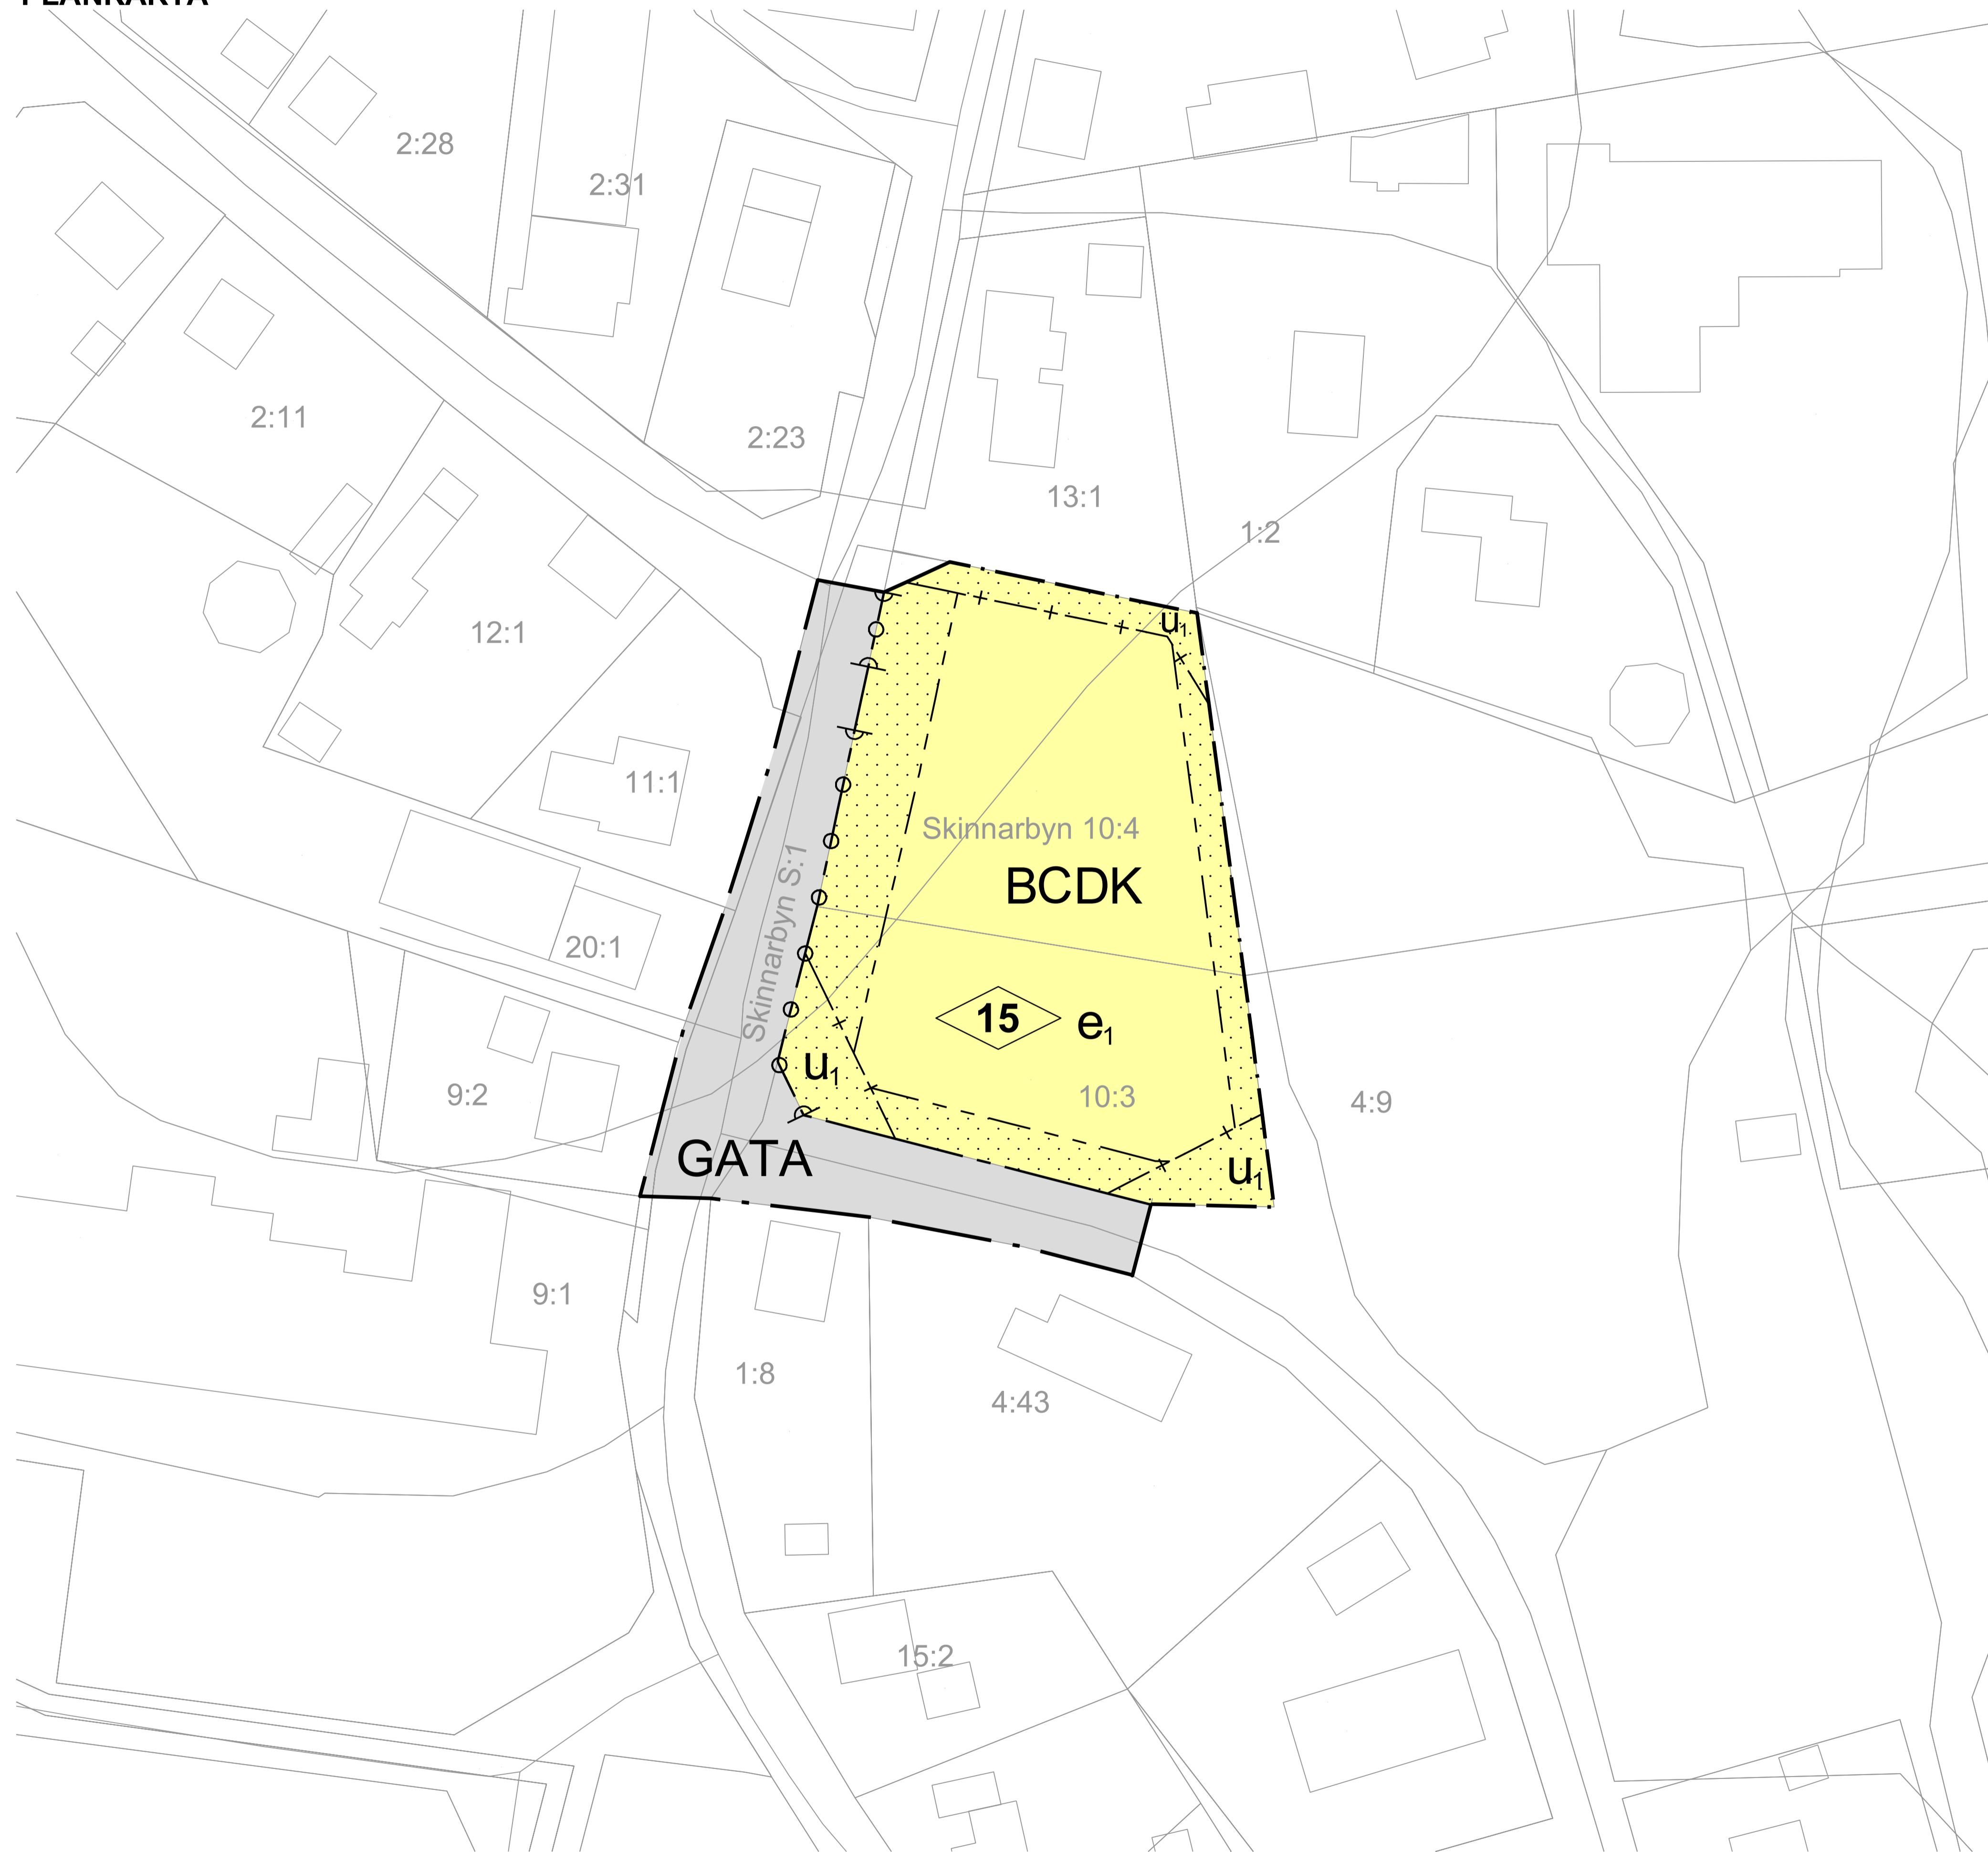 PLANKARTA
2:28
2:31
2:11
2:23
13:1
1:2
12:1
u1
11:1
Skinnarbyn 10:4
BCDK
Skinnarbyn S:1
20:1
15
e1
u1
9:2
10:3
4:9
GATA
u1
9:1
1:8
4:43
15:2